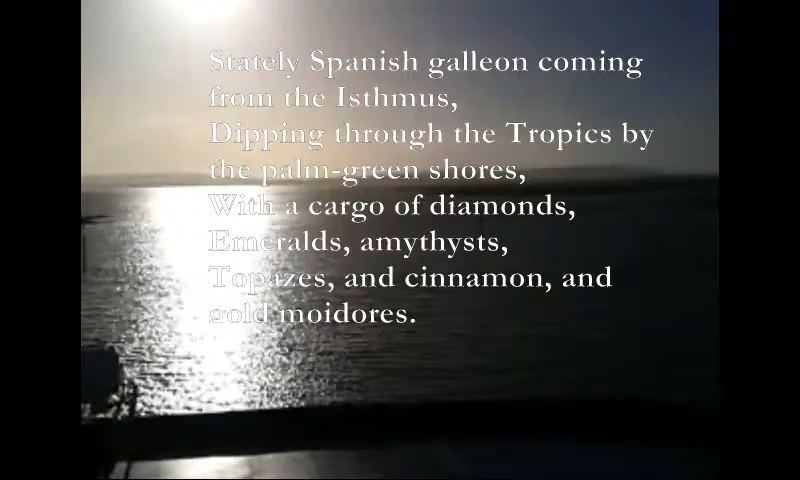 Stately Spanish galleon coming
from the Isthmus,
Dipping through the Tropics by
the palm-green shores,
With a cargo of diamonds,
Emeralds, amythysts,
Topazes, and cinnamon, and
gold moidores.